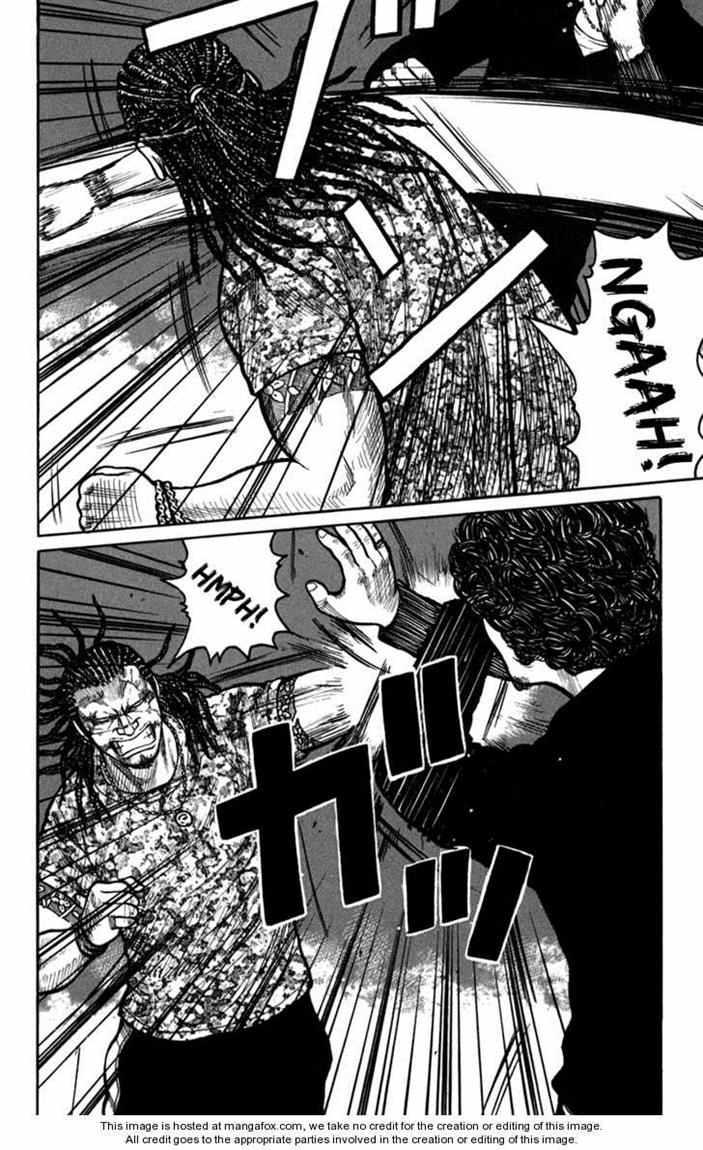 ブン
NGAAH!
HMPH!
ガッ
This image is hosted at mangafox.com, we take no credit for the creation or editing of this image.
All credit goes to the appropriate parties involved in the creation or editing of this image.